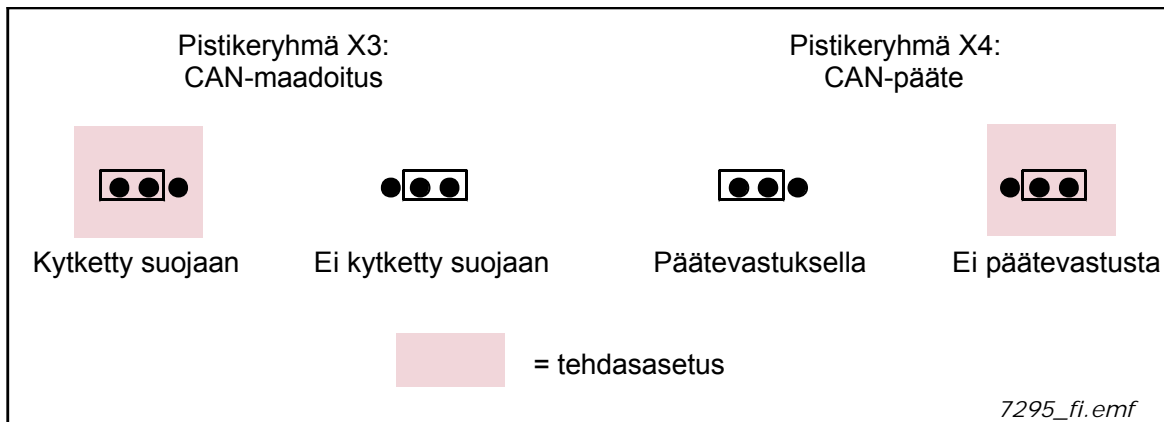 Pistikeryhmä X3:
CAN-maadoitus
Pistikeryhmä X4:
CAN-pääte
Kytketty suojaan
Ei kytketty suojaan
Päätevastuksella
Ei päätevastusta
= tehdasasetus
7295_fi.emf